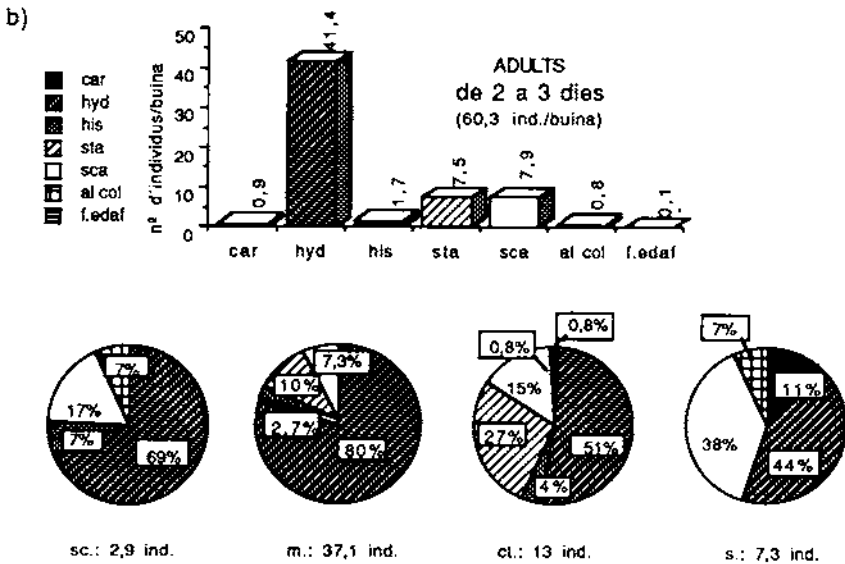 b)
car
hyd
his
sta
sca
al col
f.edaf
nº d'individus/buina
50
40
30
20
10
0
ADULTS
de 2 a 3 dies
(60,3 ind./buina)
0,9
41,4
1,7
7,5
7,9
0,8
0,1
car hyd his sta sca al col f.edaf
7%
17%
7%
69%
7,3%
10%
2,7%
80%
0,8%
0,8%
15%
27%
51%
4%
7%
11%
38%
44%
sc.: 2,9 ind. m.: 37,1 ind. ct.: 13 ind. s.: 7,3 ind.